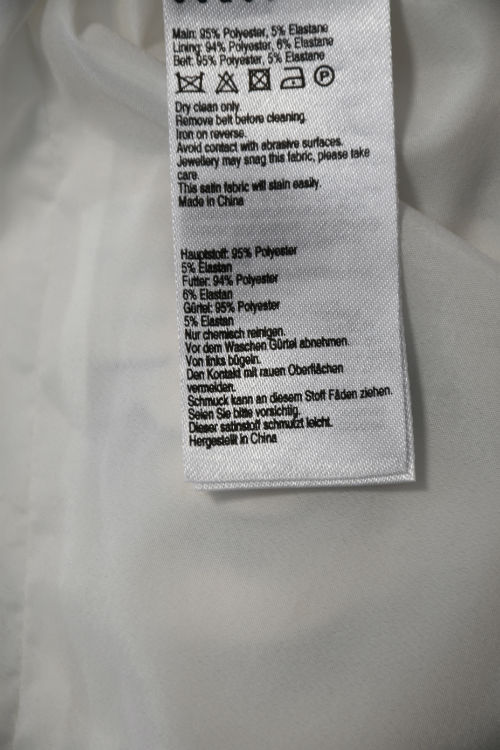 Main: 95% Polyester, 5% Elastane
Lining: 94% Polyester, 6% Elastane
Belt: 95% Polyester, 5% Elastane
P
Dry clean only.
Remove belt before cleaning.
Iron on reverse.
Avoid contact with abrasive surfaces.
Jewellery may snag this fabric, please take
care.
This satin fabric will stain easily.
Made in China
Hauptstoff: 95% Polyester
5% Elastan
Futter: 94% Polyester
6% Elastan
Gürtel: 95% Polyester
5% Elastan
Nur chemisch reinigen.
Vor dem Waschen Gürtel abnehmen.
Von links bügeln.
Den Kontakt mit rauen Oberflächen
vermeiden.
Schmuck kann an diesem Stoff Fäden ziehen.
Seien Sie bitte vorsichtig.
Dieser satinstoff schmutzt leicht.
Hergestellt in China